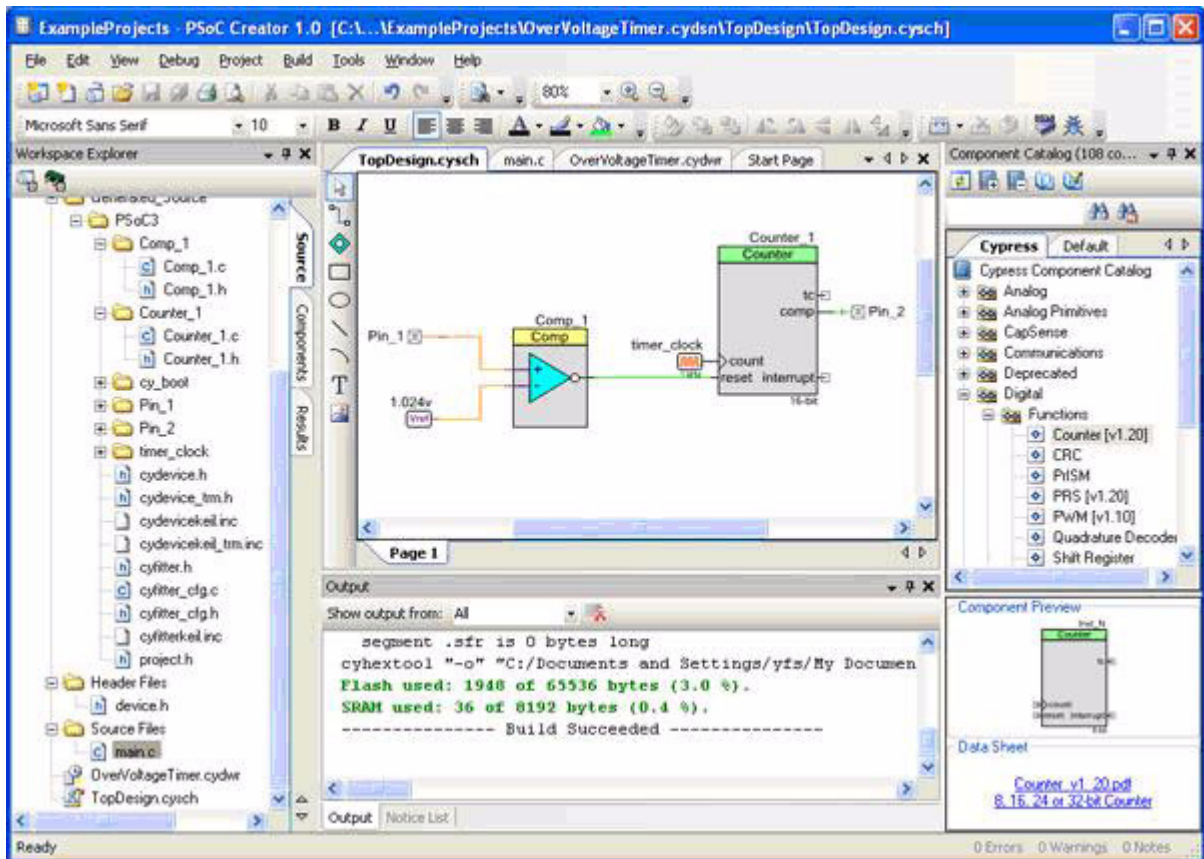 ExampleProjects - PSoC Creator 1.0 [C:\...\ExampleProjects\OverVoltageTimer.cydsn\TopDesign\TopDesign.cysch]
File Edit View Debug Project Build Tools Window Help
80%
Microsoft Sans Serif 10 B I U A
Workspace Explorer
Generated_Source
PSoC3
Comp_1
Comp_1.c
Comp_1.h
Counter_1
Counter_1.c
Counter_1.h
cy_boot
Pin_1
Pin_2
timer_clock
cydevice.h
cydevice_trm.h
cydevicekeil.inc
cydevicekeil_trm.inc
cyfitter.h
cyfitter_cfg.c
cyfitter_cfg.h
cyfitterkeil.inc
project.h
Header Files
device.h
Source Files
main.c
OverVoltageTimer.cydwr
TopDesign.cysch
Source
Components
Results
TopDesign.cysch main.c OverVoltageTimer.cydwr Start Page
T
Counter_1
Counter
tc
comp
Pin_2
count
reset interrupt
16-bit
timer_clock
Comp_1
Comp
Pin_1
1.024v
Vref
Page 1
Output
Show output from: All
segment .sfr is 0 bytes long
cyhextool "-o" "C:/Documents and Settings/yfs/My Documen
Flash used: 1948 of 65536 bytes (3.0 %).
SRAM used: 36 of 8192 bytes (0.4 %).
--------------- Build Succeeded ---------------
Output Notice List
Component Catalog (108 co...
Cypress Default
Cypress Component Catalog
Analog
Analog Primitives
CapSense
Communications
Deprecated
Digital
Functions
Counter [v1.20]
CRC
PrISM
PRS [v1.20]
PWM [v1.10]
Quadrature Decoder
Shift Register
Component Preview
Inst_N
Counter
count
reset interrupt
Data Sheet
Counter_v1_20.pdf
8, 16, 24 or 32-bit Counter
Ready
0 Errors 0 Warnings 0 Notes